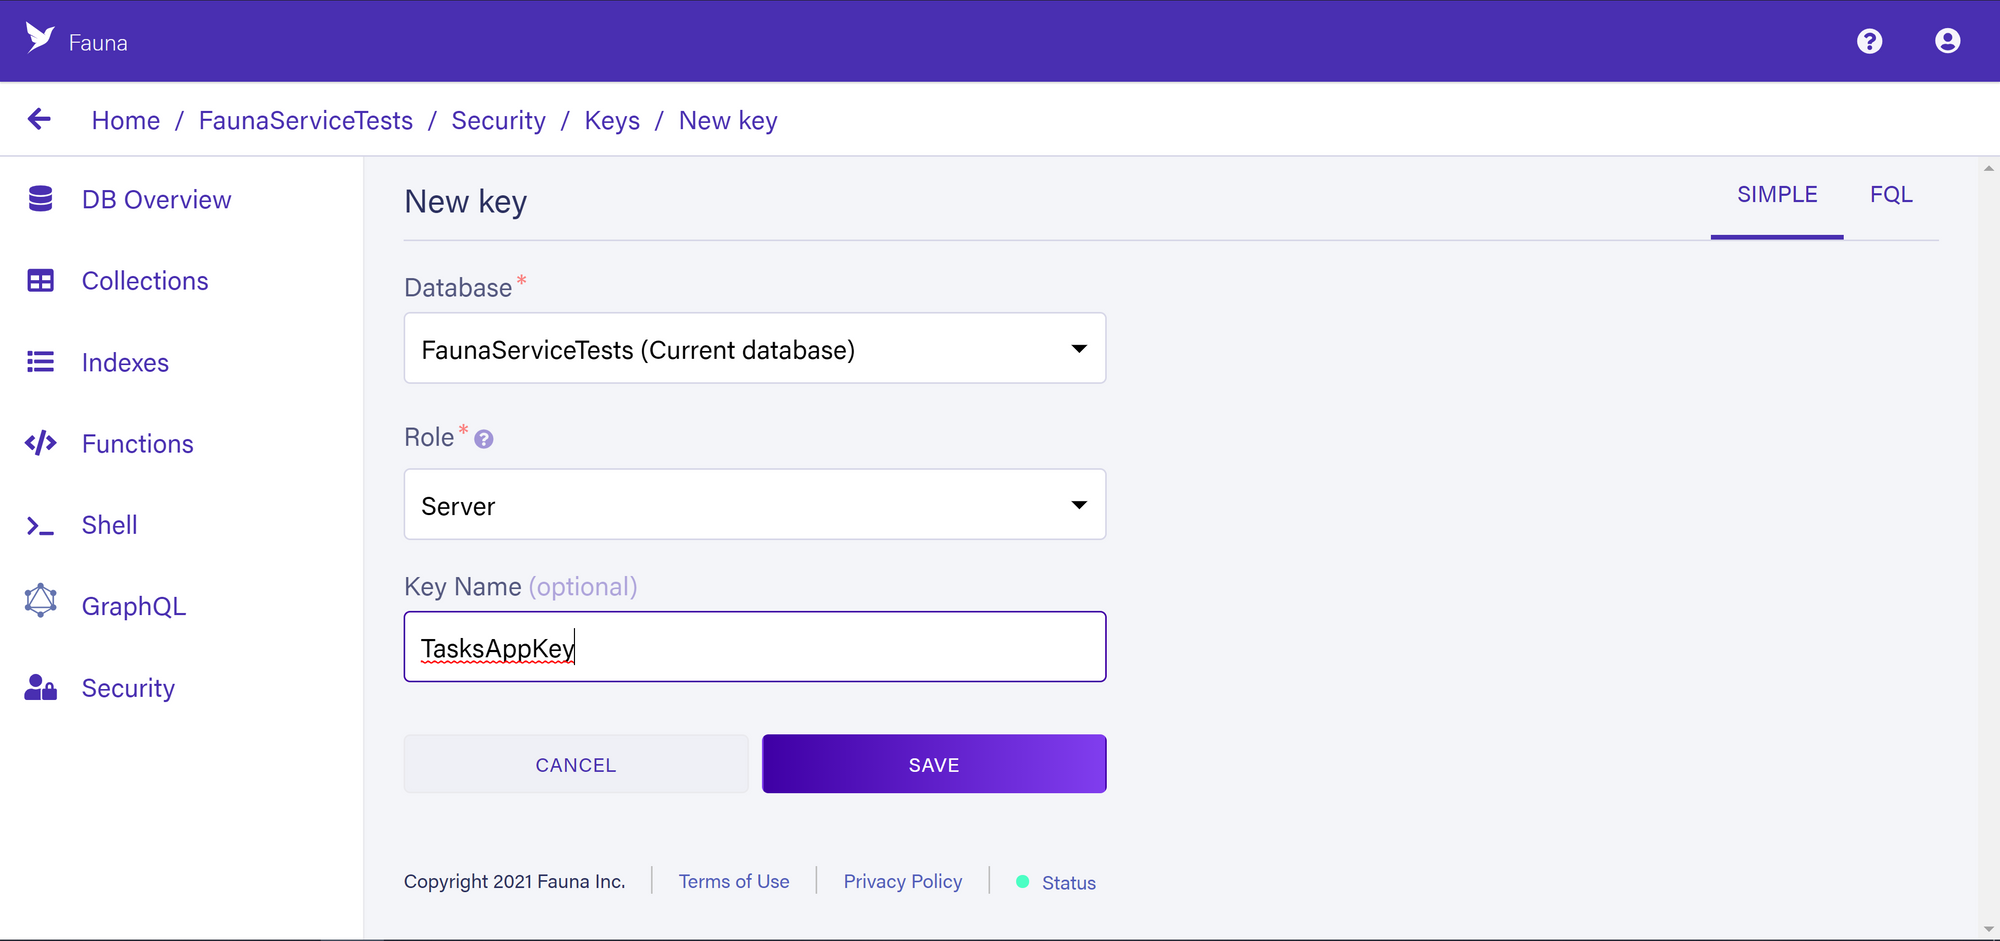 Fauna
Home / FaunaServiceTests / Security / Keys / New key
DB Overview
Collections
Indexes
Functions
Shell
GraphQL
Security
New key
SIMPLE FQL
Database *
FaunaServiceTests (Current database)
Role * ?
Server
Key Name (optional)
TasksAppKey
CANCEL SAVE
Copyright 2021 Fauna Inc. Terms of Use Privacy Policy Status